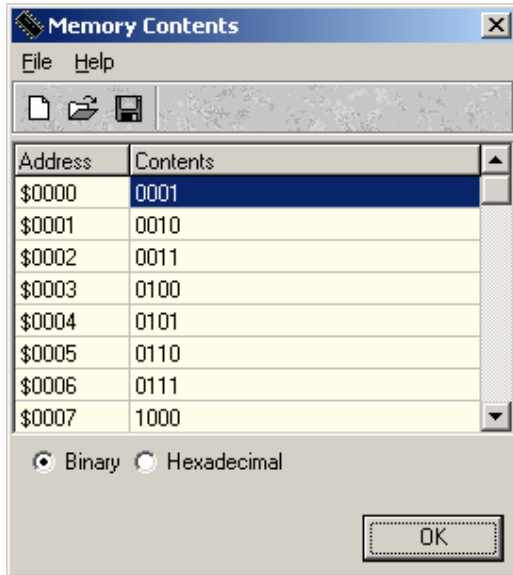 Memory Contents
File Help
Address Contents
$0000 0001
$0001 0010
$0002 0011
$0003 0100
$0004 0101
$0005 0110
$0006 0111
$0007 1000
Binary Hexadecimal
OK